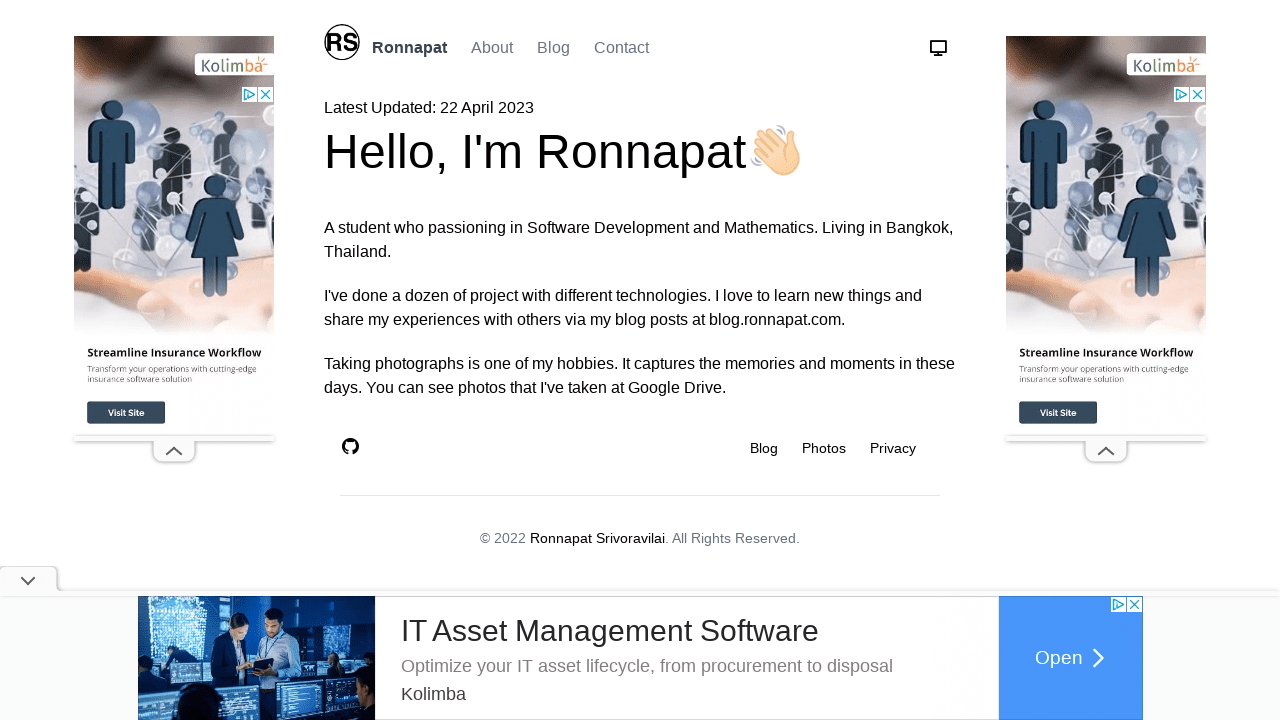 RS
Ronnapat
About
Blog
Contact
Latest Updated: 22 April 2023
Hello, I'm Ronnapat👋🏻
A student who passioning in Software Development and Mathematics. Living in Bangkok,
Thailand.
I've done a dozen of project with different technologies. I love to learn new things and
share my experiences with others via my blog posts at blog.ronnapat.com.
Taking photographs is one of my hobbies. It captures the memories and moments in these
days. You can see photos that I've taken at Google Drive.
Blog
Photos
Privacy
© 2022 Ronnapat Srivoravilai. All Rights Reserved.
Kolimba
Streamline Insurance Workflow
Transform your operations with cutting-edge
insurance software solution
Visit Site
Kolimba
Streamline Insurance Workflow
Transform your operations with cutting-edge
insurance software solution
Visit Site
IT Asset Management Software
Optimize your IT asset lifecycle, from procurement to disposal
Kolimba
Open